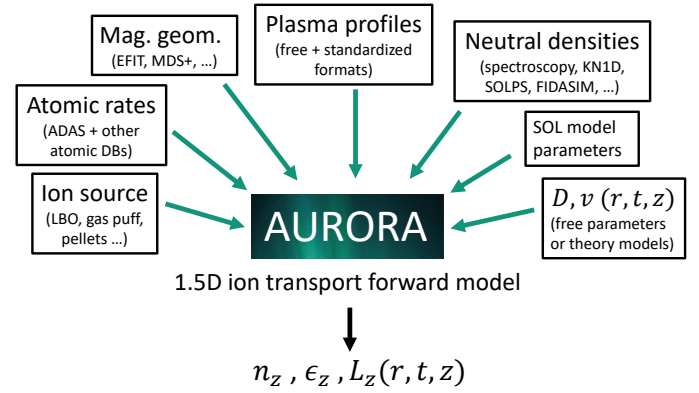 Plasma profiles
(free + standardized
formats)
Mag. geom.
(EFIT, MDS+, …)
Neutral densities
(spectroscopy, KN1D,
SOLPS, FIDASIM, …)
Atomic rates
(ADAS + other
atomic DBs)
SOL model
parameters
Ion source
(LBO, gas puff,
pellets …)
D, v (r, t, z)
(free parameters
or theory models)
AURORA
1.5D ion transport forward model
n_z , ϵ_z , L_z(r, t, z)